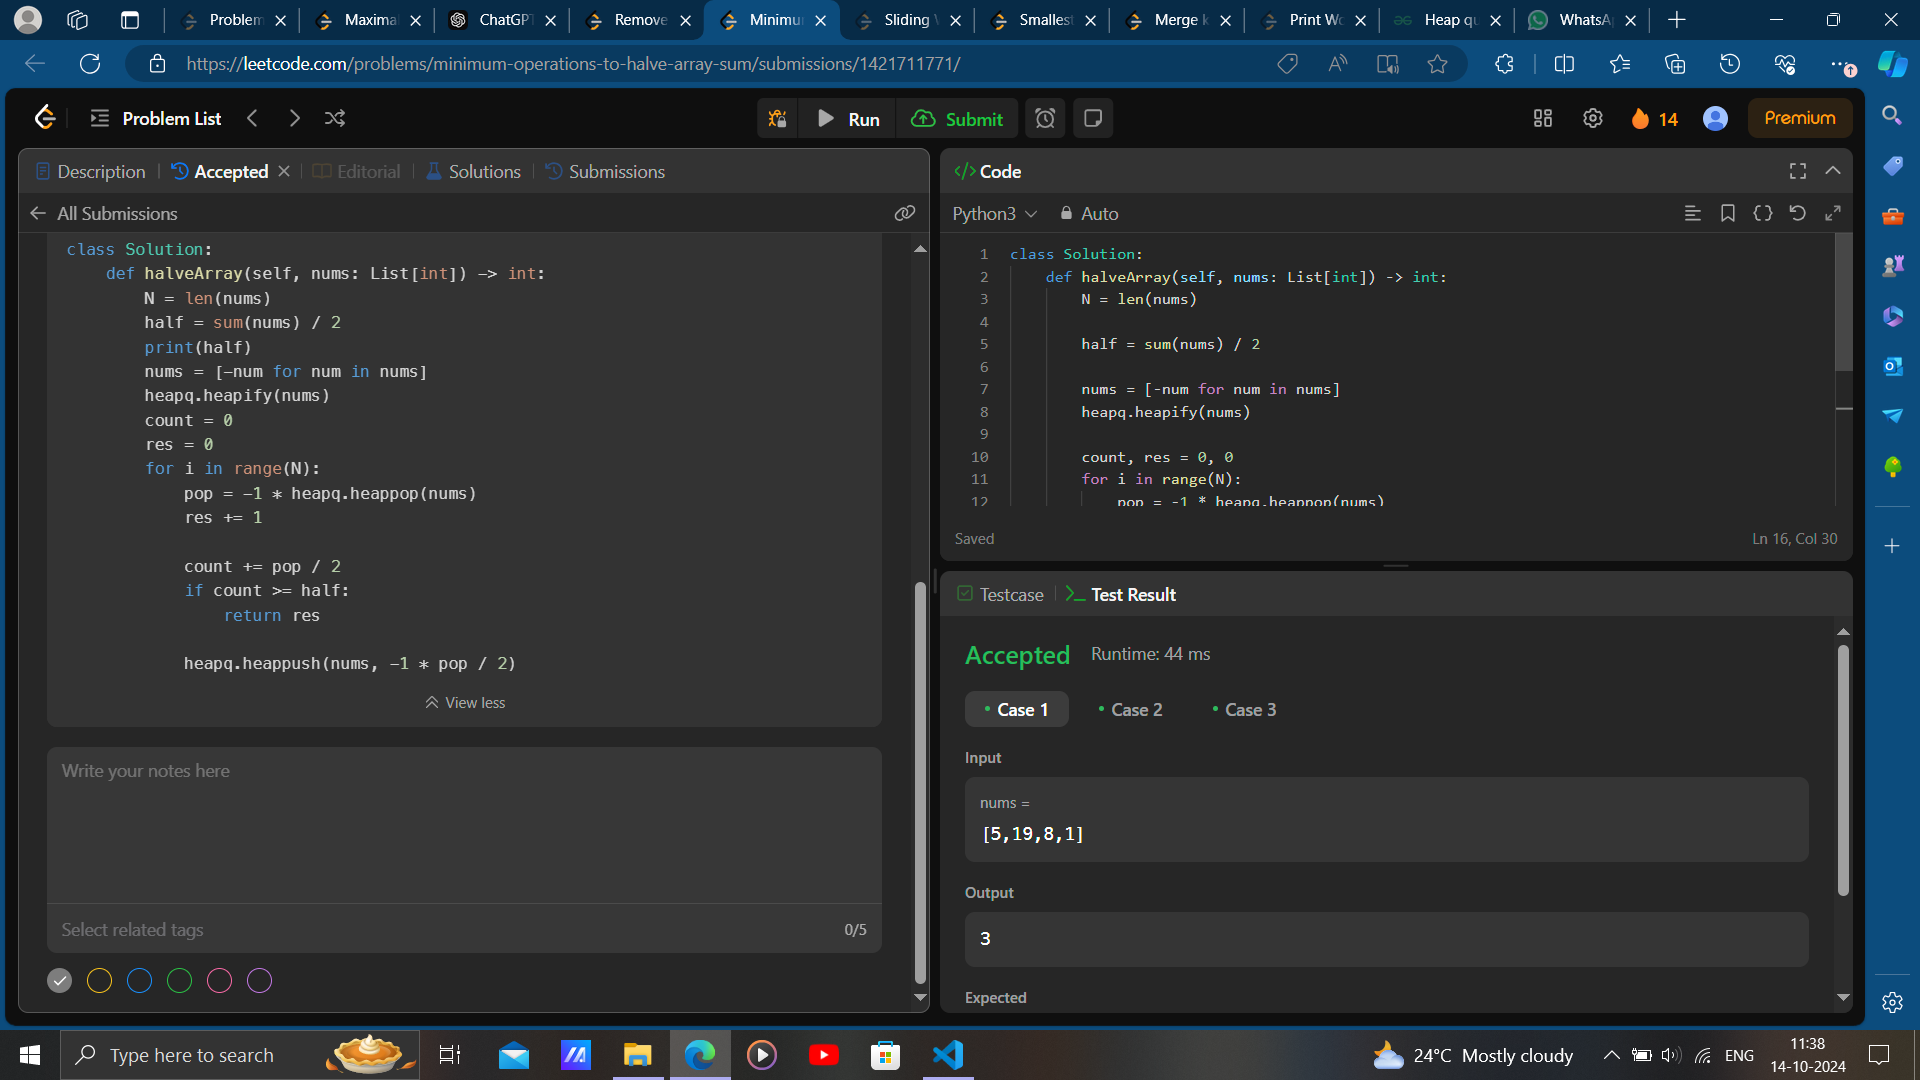 Problem
Maximal
ChatGPT
Remove
Minimu
Sliding
Smallest
Merge k
Print Wo
Heap qu
WhatsA
https://leetcode.com/problems/minimum-operations-to-halve-array-sum/submissions/1421711771/
Problem List
Run
Submit
14
Premium
Description
Accepted
Editorial
Solutions
Submissions
All Submissions
class Solution:
    def halveArray(self, nums: List[int]) -> int:
        N = len(nums)
        half = sum(nums) / 2
        print(half)
        nums = [-num for num in nums]
        heapq.heapify(nums)
        count = 0
        res = 0
        for i in range(N):
            pop = -1 * heapq.heappop(nums)
            res += 1
            count += pop / 2
            if count >= half:
                return res
            heapq.heappush(nums, -1 * pop / 2)
View less
Write your notes here
Select related tags
0/5
</> Code
Python3
Auto
1 class Solution:
2     def halveArray(self, nums: List[int]) -> int:
3         N = len(nums)
4
5         half = sum(nums) / 2
6
7         nums = [-num for num in nums]
8         heapq.heapify(nums)
9
10         count, res = 0, 0
11         for i in range(N):
12             pop = -1 * heapq.heappop(nums)
Saved
Ln 16, Col 30
Testcase
Test Result
Accepted
Runtime: 44 ms
Case 1
Case 2
Case 3
Input
nums =
[5,19,8,1]
Output
3
Expected
Type here to search
24°C Mostly cloudy
ENG
11:38
14-10-2024